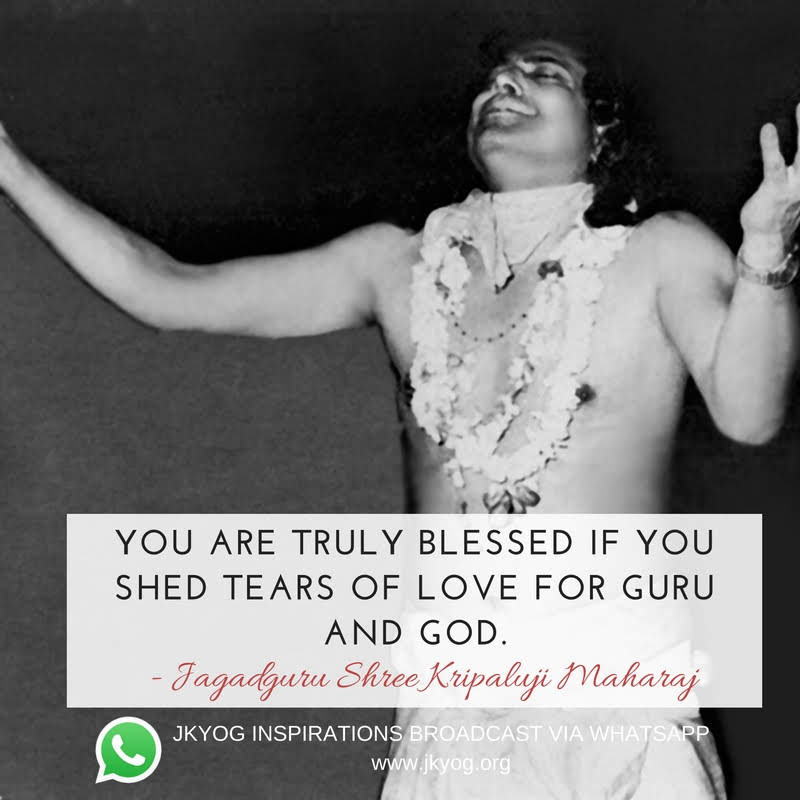 YOU ARE TRULY BLESSED IF YOU
SHED TEARS OF LOVE FOR GURU
AND GOD.
- Jagadguru Shree Kripaluji Maharaj
JKYOG INSPIRATIONS BROADCAST VIA WHATSAPP
www.jkyog.org